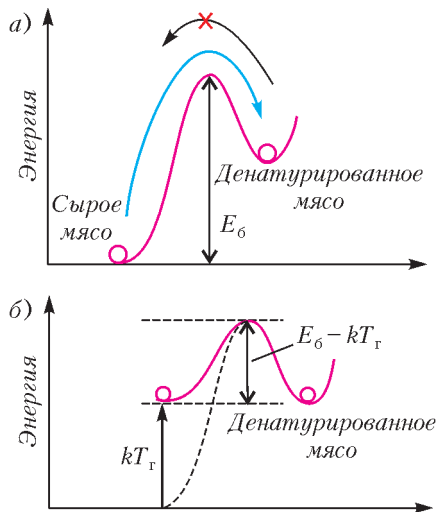 а)
Энергия
Сырое
мясо
Eб
Денатурированное
мясо
б)
Энергия
Eб − kTг
kTг
Денатурированное
мясо